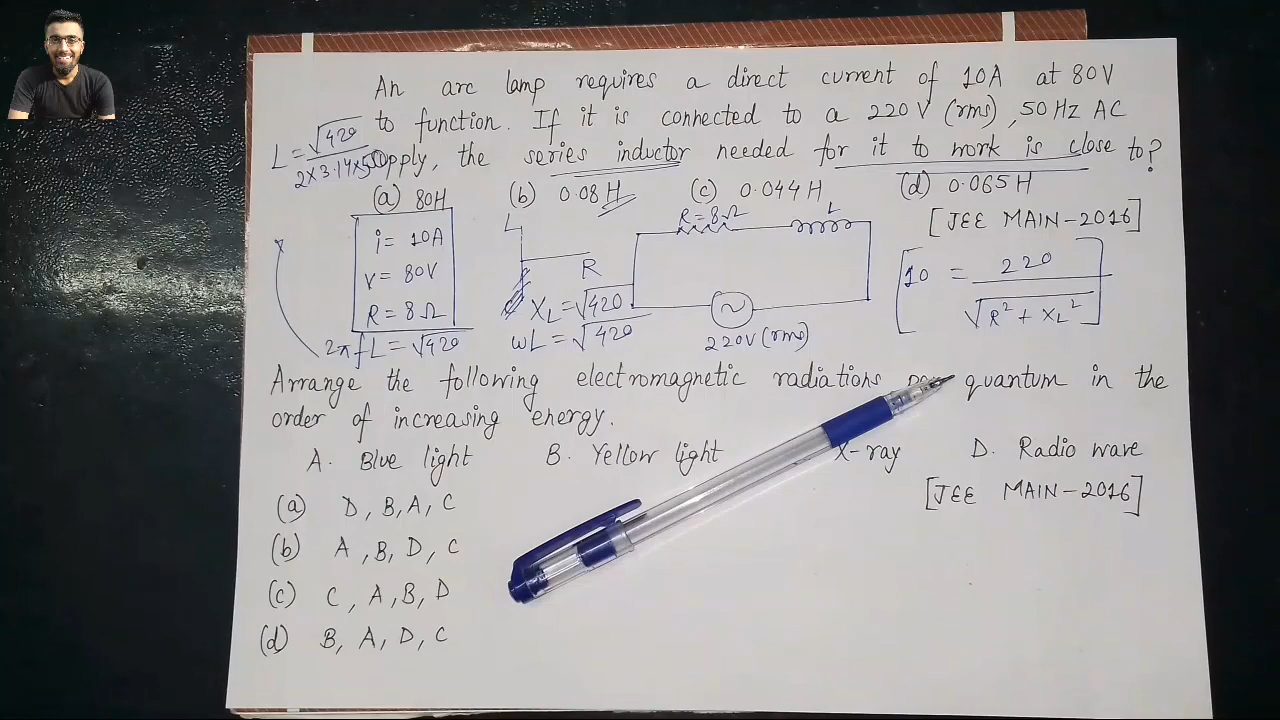 An arc lamp requires a direct current of 10A at 80V
to function. If it is connected to a 220V (rms), 50Hz AC
supply, the series inductor needed for it to work is close to?
L = √420 / 2×3.14×50
(a) 80H (b) 0.08H (c) 0.044H (d) 0.065H
[JEE MAIN-2016]
i = 10A
V = 80V
R = 8Ω
2πfL = √420
L
R
XL = √420
ωL = √420
R = 8Ω L
220V (rms)
10 = 220 / √R² + XL²
Arrange the following electromagnetic radiations quantum in the
order of increasing energy.
A. Blue light B. Yellow light X-ray D. Radio wave
[JEE MAIN-2016]
(a) D, B, A, C
(b) A, B, D, C
(c) C, A, B, D
(d) B, A, D, C